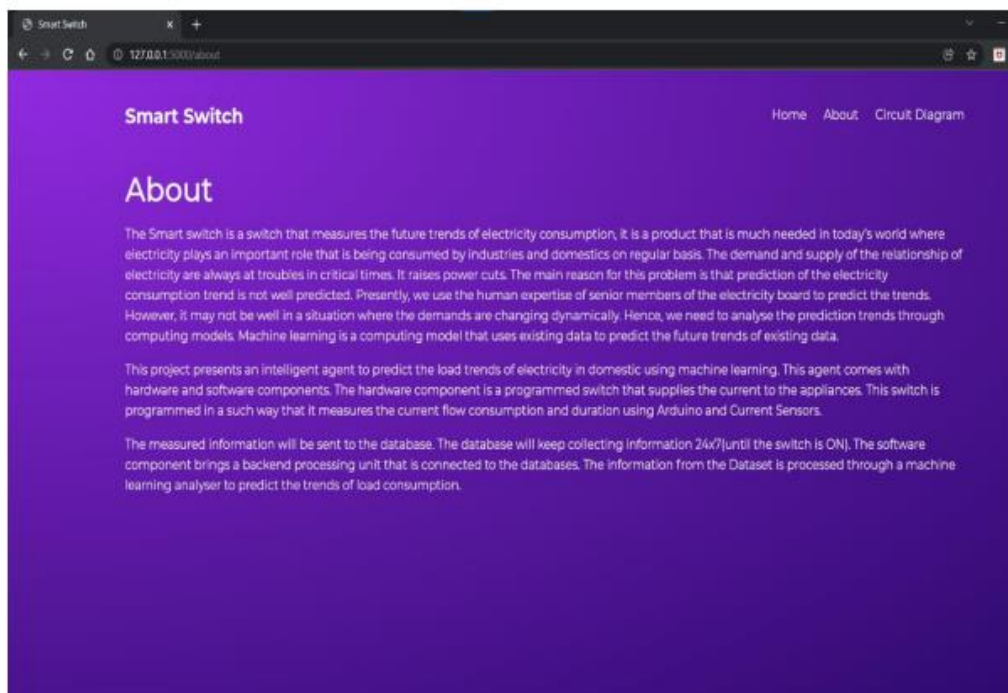 Smart Switch
127.0.0.1:5000/about
Smart Switch
Home About Circuit Diagram
About
The Smart switch is a switch that measures the future trends of electricity consumption, it is a product that is much needed in today's world where
electricity plays an important role that is being consumed by industries and domestics on regular basis. The demand and supply of the relationship of
electricity are always at troubles in critical times. It raises power cuts. The main reason for this problem is that prediction of the electricity
consumption trend is not well predicted. Presently, we use the human expertise of senior members of the electricity board to predict the trends.
However, it may not be well in a situation where the demands are changing dynamically. Hence, we need to analyse the prediction trends through
computing models. Machine learning is a computing model that uses existing data to predict the future trends of existing data.
This project presents an intelligent agent to predict the load trends of electricity in domestic using machine learning. This agent comes with
hardware and software components. The hardware component is a programmed switch that supplies the current to the appliances. This switch is
programmed in a such way that it measures the current flow consumption and duration using Arduino and Current Sensors.
The measured information will be sent to the database. The database will keep collecting information 24x7(until the switch is ON). The software
component brings a backend processing unit that is connected to the databases. The information from the Dataset is processed through a machine
learning analyser to predict the trends of load consumption.